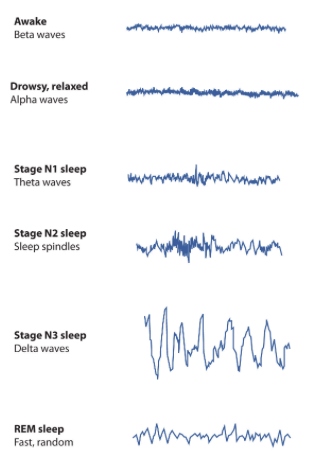 Awake
Beta waves
Drowsy, relaxed
Alpha waves
Stage N1 sleep
Theta waves
Stage N2 sleep
Sleep spindles
Stage N3 sleep
Delta waves
REM sleep
Fast, random